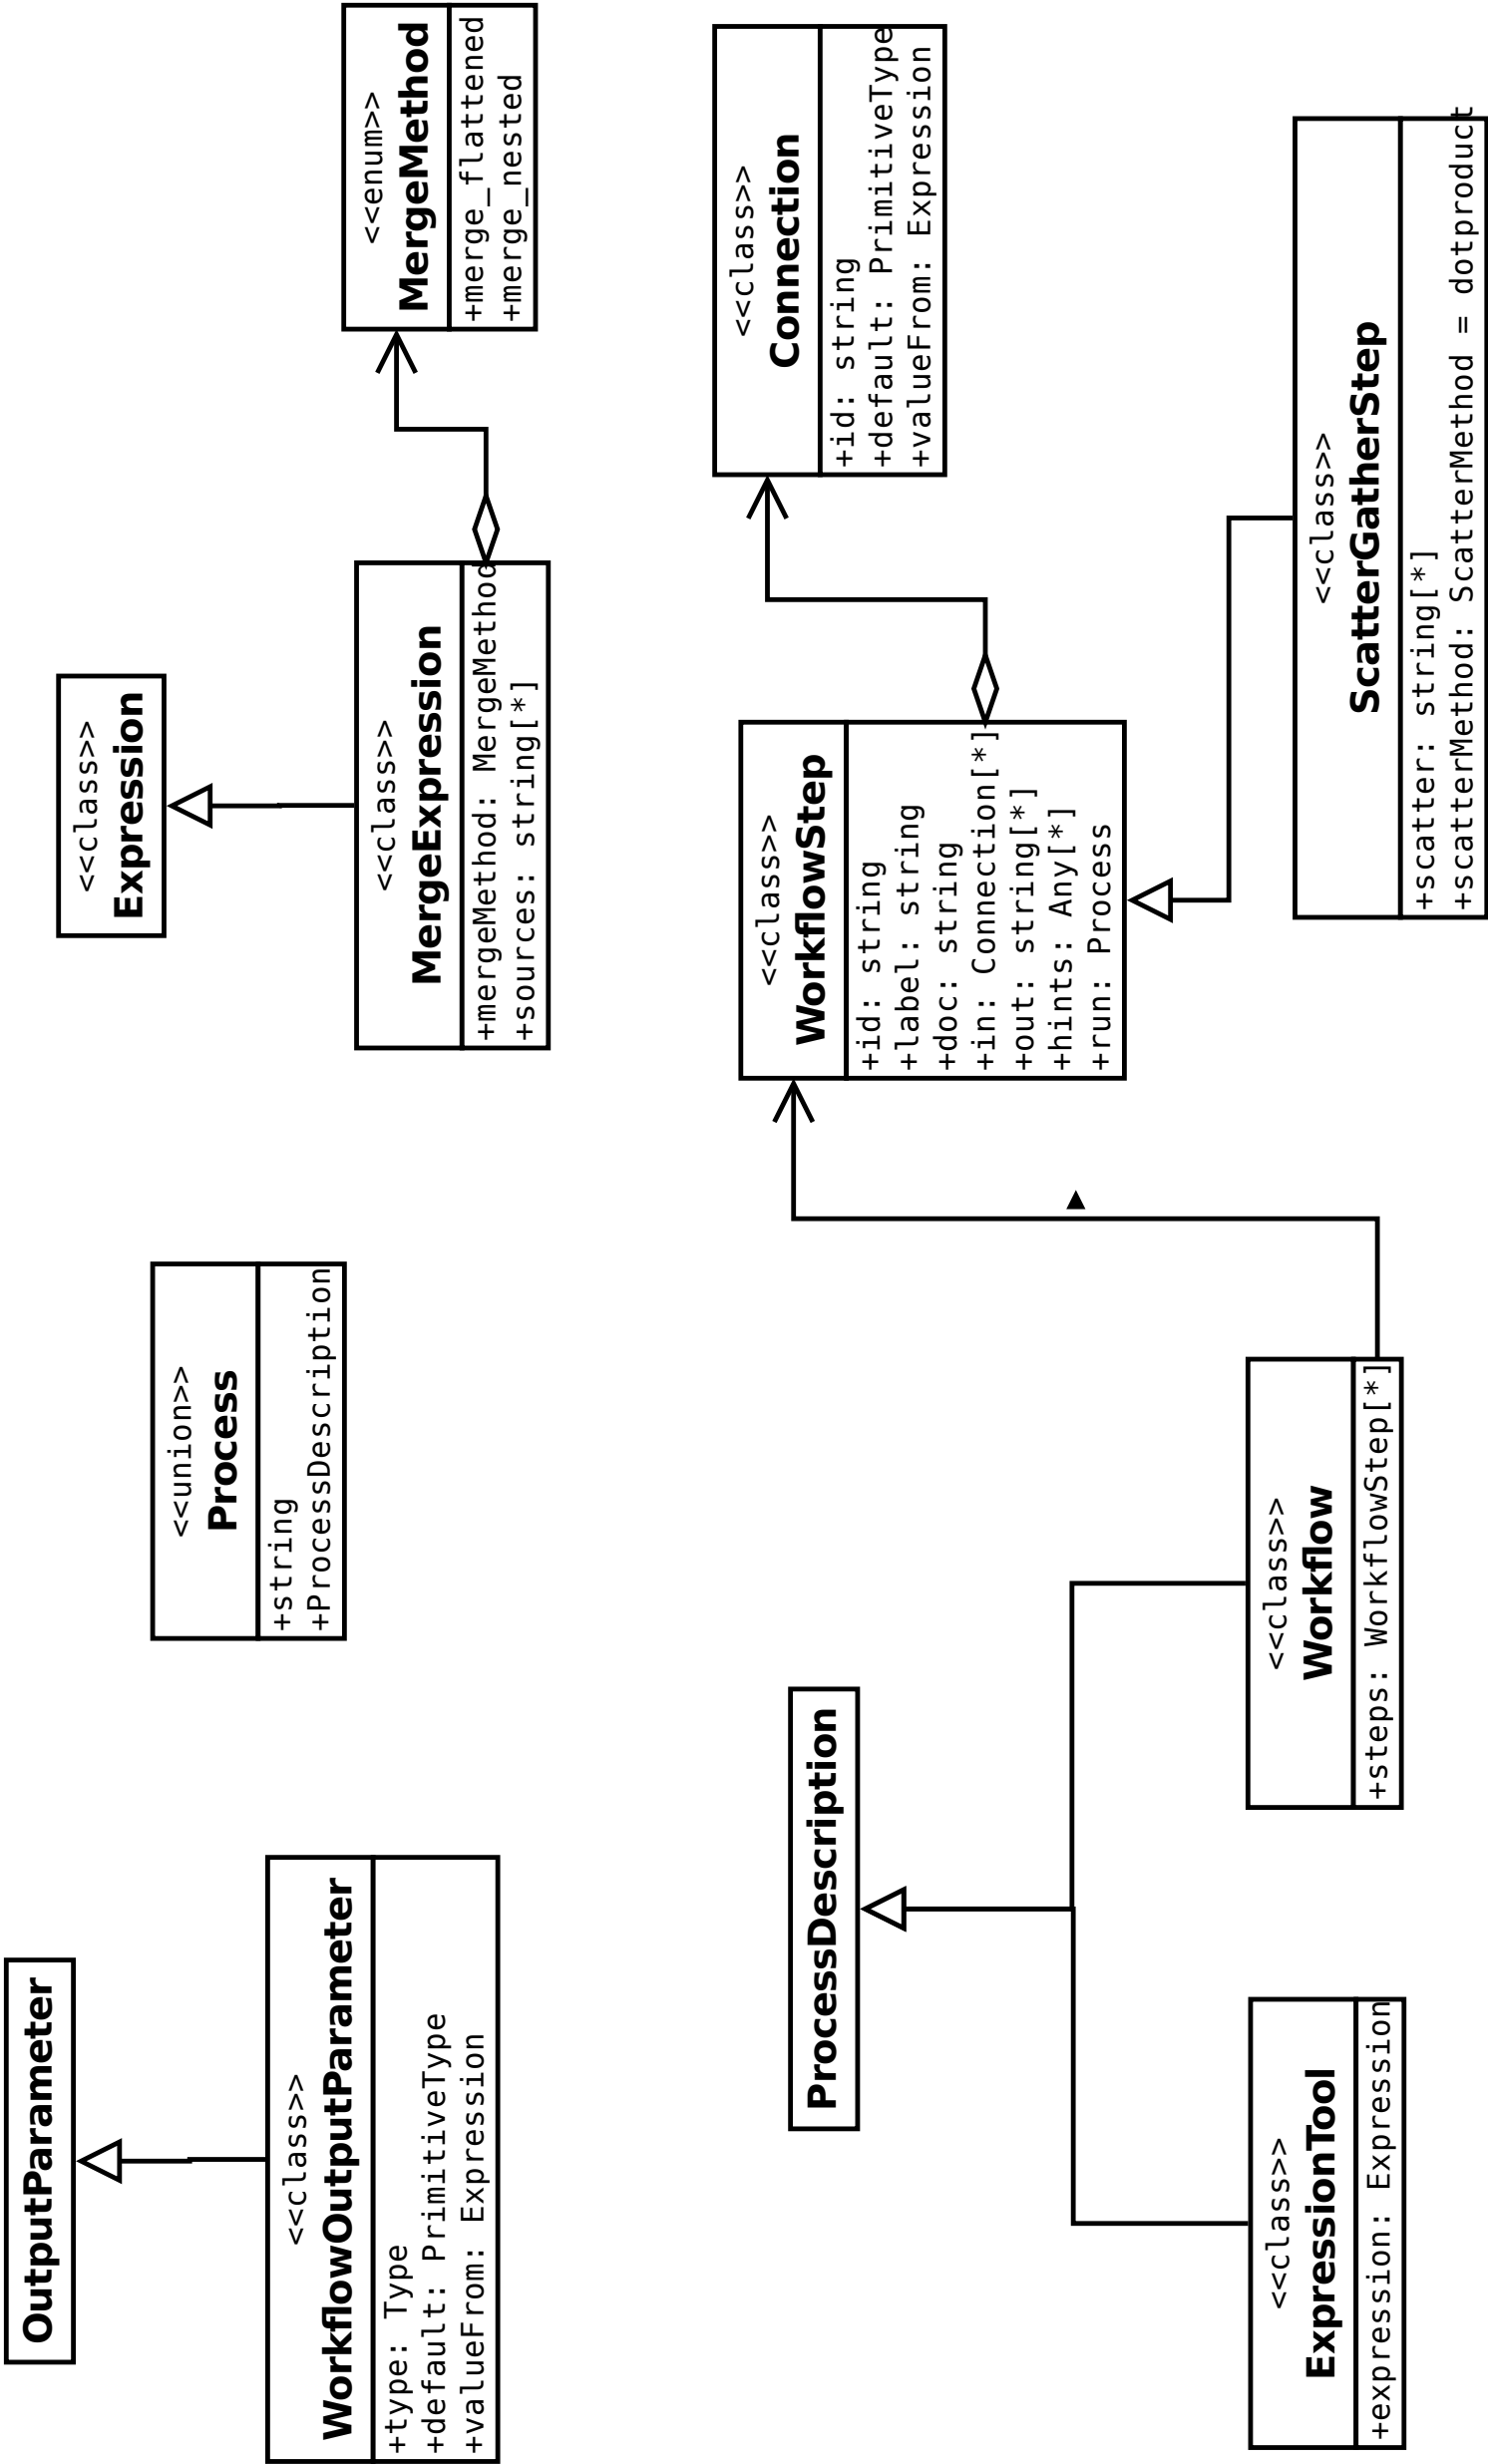 OutputParameter
<<class>>
WorkflowOutputParameter
+type: Type
+default: PrimitiveType
+valueFrom: Expression
<<union>>
Process
+string
+ProcessDescription
<<class>>
Expression
<<class>>
MergeExpression
+mergeMethod: MergeMethod
+sources: string[*]
<<enum>>
MergeMethod
+merge_flattened
+merge_nested
ProcessDescription
<<class>>
ExpressionTool
+expression: Expression
<<class>>
Workflow
+steps: WorkflowStep[*]
<<class>>
WorkflowStep
+id: string
+label: string
+doc: string
+in: Connection[*]
+out: string[*]
+hints: Any[*]
+run: Process
<<class>>
Connection
+id: string
+default: PrimitiveType
+valueFrom: Expression
<<class>>
ScatterGatherStep
+scatter: string[*]
+scatterMethod: ScatterMethod = dotproduct